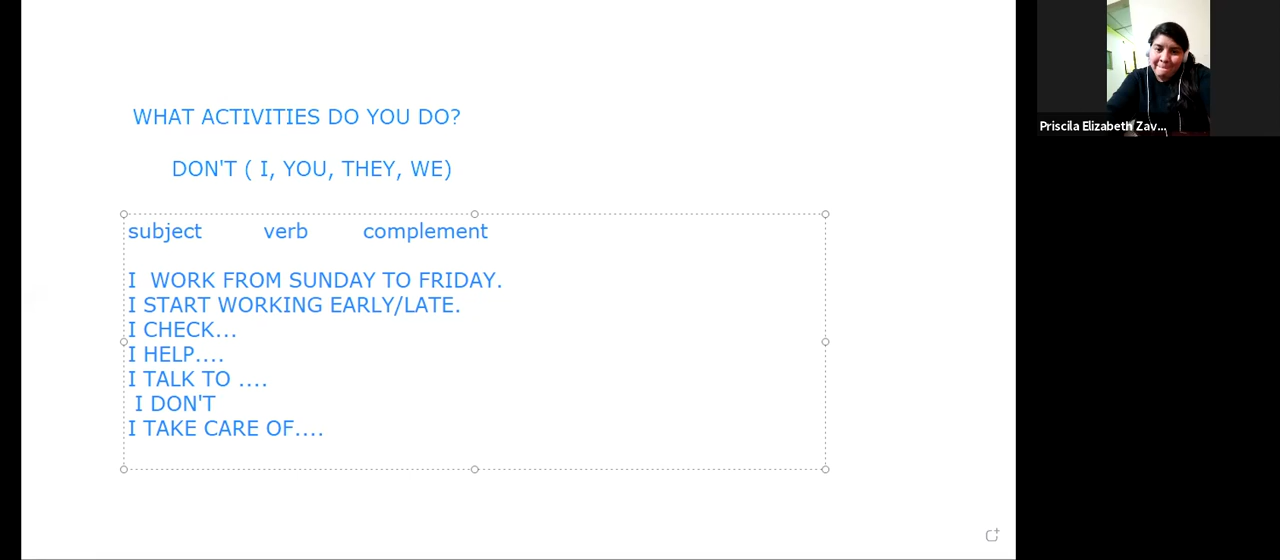 WHAT ACTIVITIES DO YOU DO?
DON'T ( I, YOU, THEY, WE)
subject verb complement
I WORK FROM SUNDAY TO FRIDAY.
I START WORKING EARLY/LATE.
I CHECK...
I HELP....
I TALK TO ....
I DON'T
I TAKE CARE OF....
Priscila Elizabeth Zav...